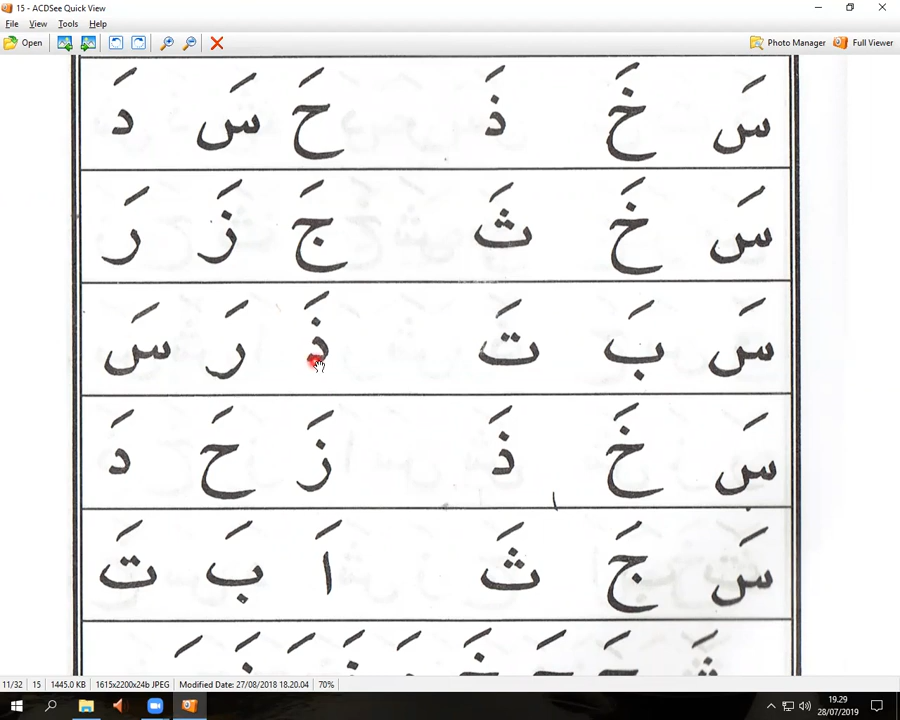 15 - ACDSee Quick View
File View Tools Help
Open Photo Manager Full Viewer
سَ خَ ذَ حَ سَ دَ
سَ خَ ثَ جَ زَ رَ
سَ بَ تَ ذَ رَ سَ
سَ خَ ذَ زَ حَ دَ
سَ جَ ثَ اَ بَ تَ
11/32 15 1445.0 KB 1615x2200x24b JPEG Modified Date: 27/08/2018 18.20.04 70%
19.29
28/07/2019